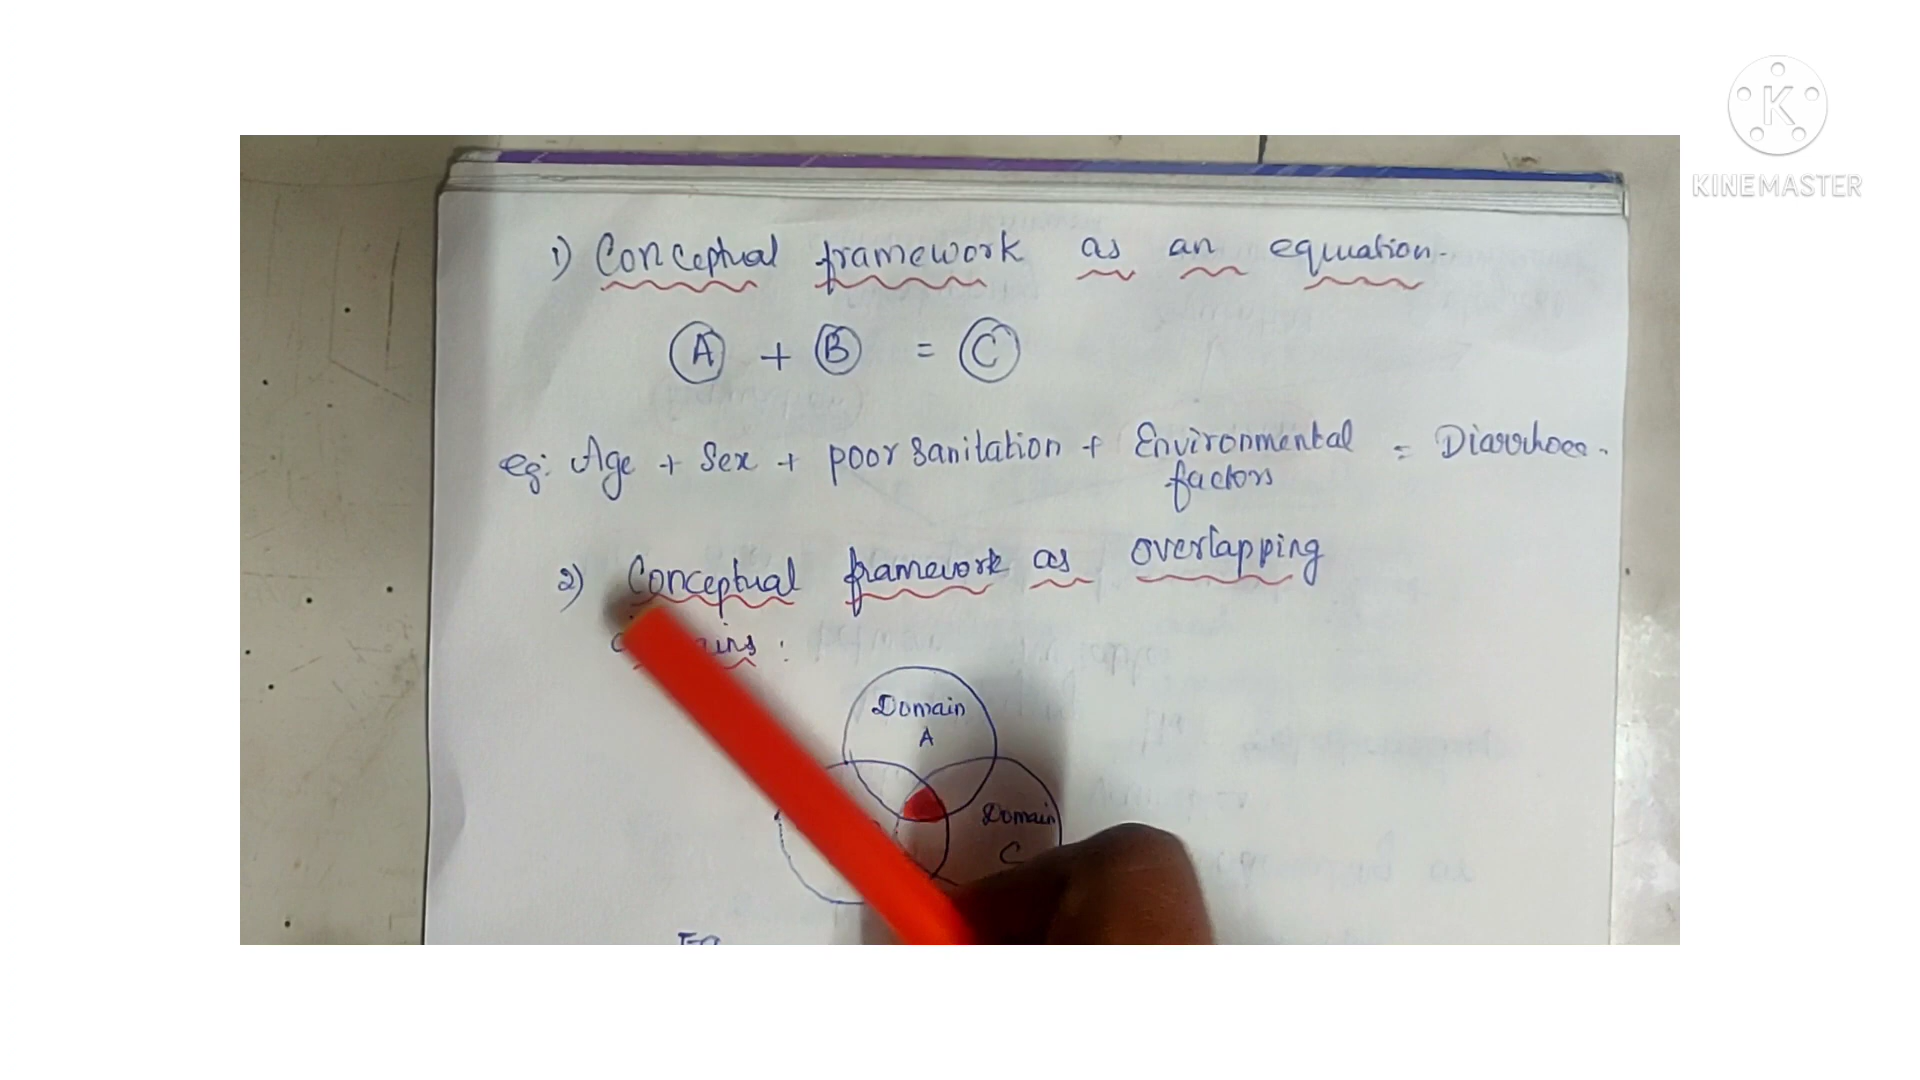 1) Conceptual framework as an equation.
A + B = C
eg: Age + Sex + poor sanitation + Environmental factors = Diarrhoea.
2) Conceptual framework as overlapping
Domain
A
Domain
C
KINEMASTER